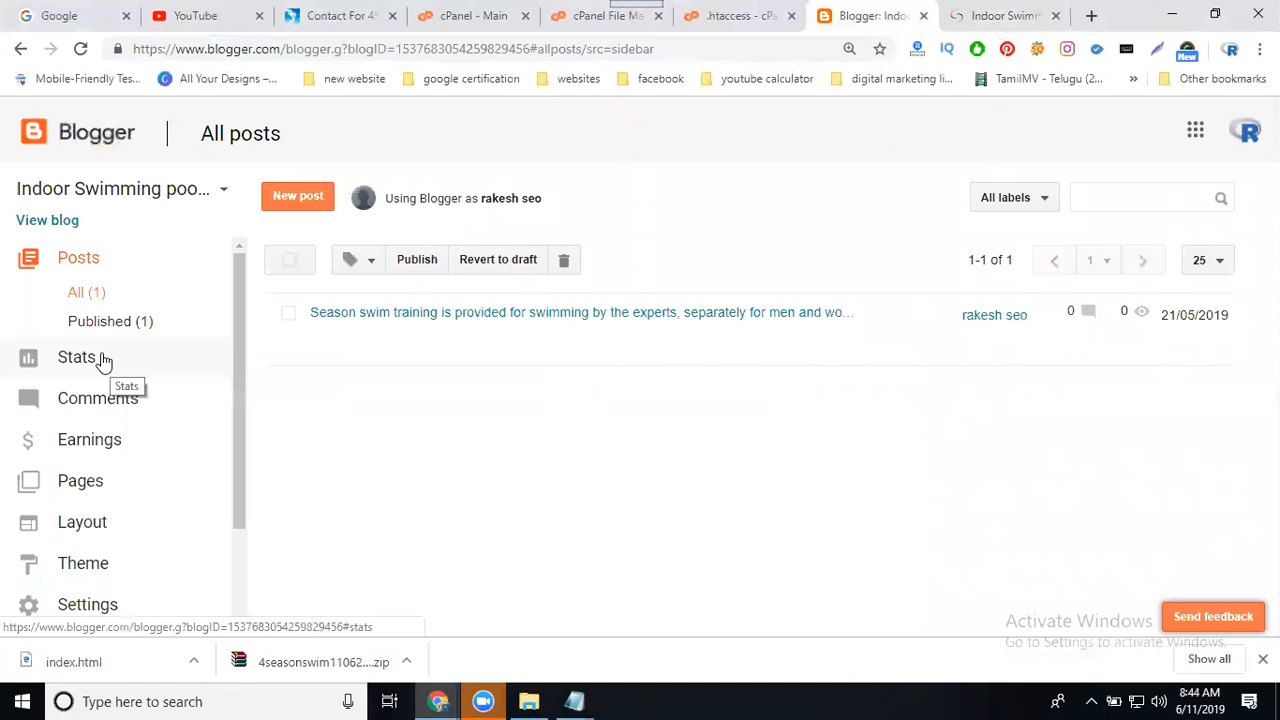 Google
YouTube
Contact For 4S
cPanel - Main
cPanel File Ma
.htaccess - cPa
Blogger: Indo
Indoor Swimm
https://www.blogger.com/blogger.g?blogID=1537683054259829456#allposts/src=sidebar
New
Mobile-Friendly Tes...
All Your Designs –...
new website
google certification
websites
facebook
youtube calculator
digital marketing li...
TamilMV - Telugu (2...
»
Other bookmarks
Blogger
All posts
Indoor Swimming poo...
New post
Using Blogger as rakesh seo
All labels
View blog
Posts
Publish
Revert to draft
1-1 of 1
1
25
All (1)
Season swim training is provided for swimming by the experts, separately for men and wo...
rakesh seo
0
0
21/05/2019
Published (1)
Stats
Stats
Comments
Earnings
Pages
Layout
Theme
Settings
Send feedback
Activate Windows
Go to Settings to activate Windows.
https://www.blogger.com/blogger.g?blogID=1537683054259829456#stats
index.html
4seasonswim11062....zip
Show all
Type here to search
8:44 AM
6/11/2019